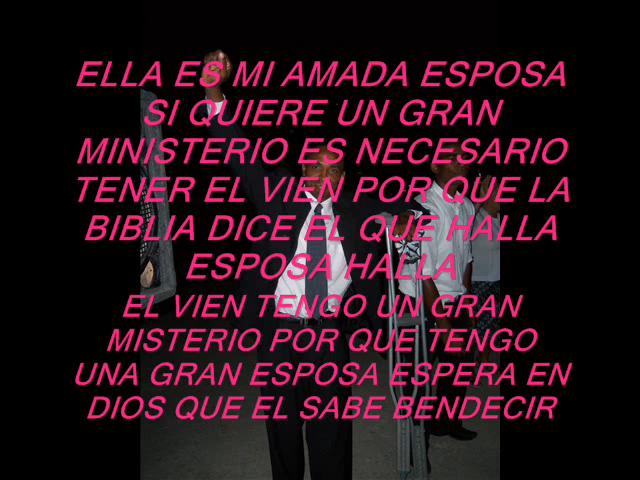 ELLA ES MI AMADA ESPOSA
SI QUIERE UN GRAN
MINISTERIO ES NECESARIO
TENER EL VIEN POR QUE LA
BIBLIA DICE EL QUE HALLA
ESPOSA HALLA
EL VIEN TENGO UN GRAN
MISTERIO POR QUE TENGO
UNA GRAN ESPOSA ESPERA EN
DIOS QUE EL SABE BENDECIR